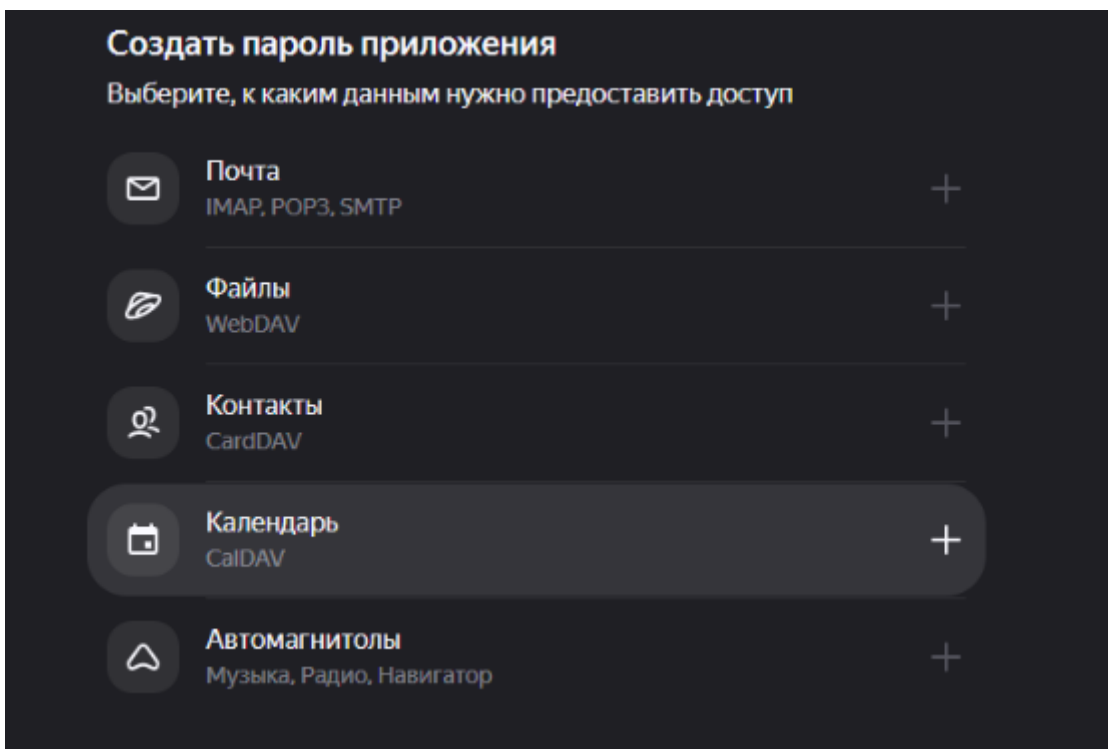 Создать пароль приложения
Выберите, к каким данным нужно предоставить доступ
Почта
IMAP, POP3, SMTP
Файлы
WebDAV
Контакты
CardDAV
Календарь
CalDAV
Автомагнитолы
Музыка, Радио, Навигатор